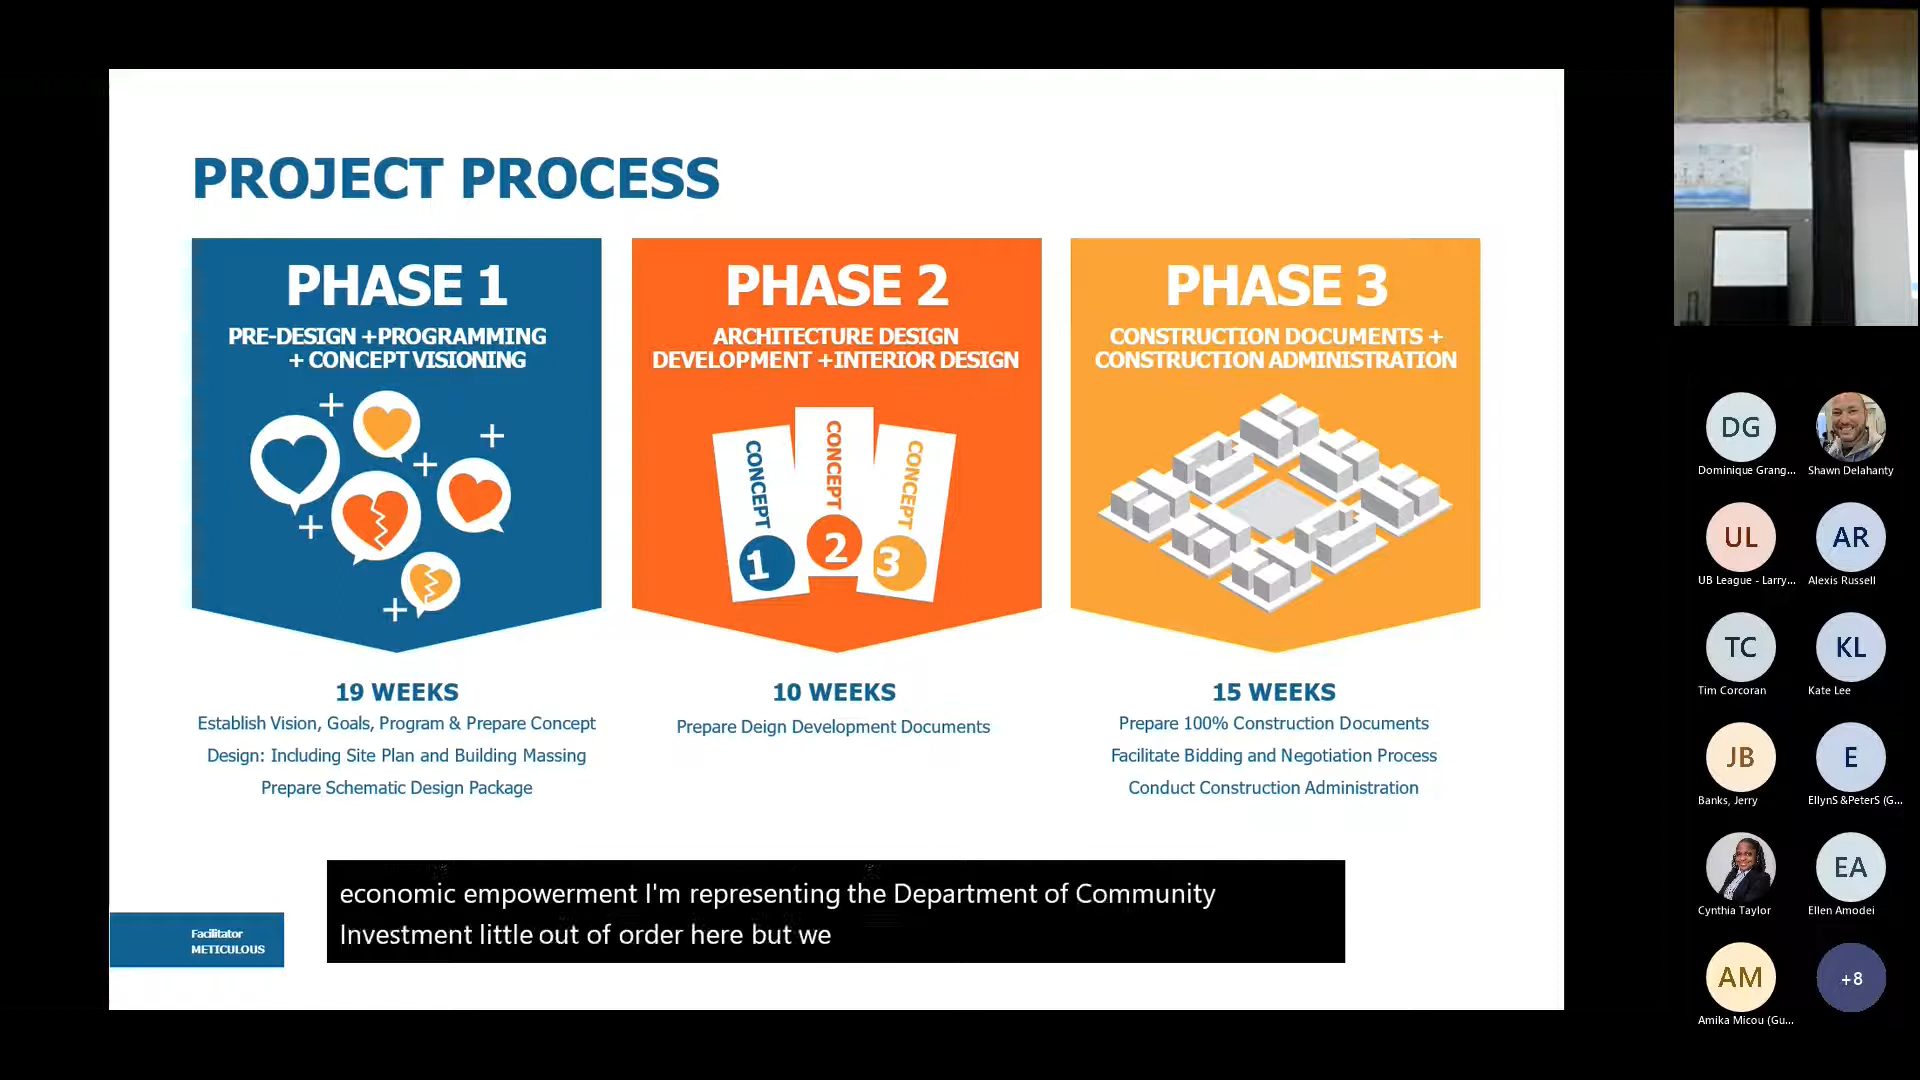 PROJECT PROCESS
PHASE 1
PRE-DESIGN +PROGRAMMING
+ CONCEPT VISIONING
19 WEEKS
Establish Vision, Goals, Program & Prepare Concept
Design: Including Site Plan and Building Massing
Prepare Schematic Design Package
PHASE 2
ARCHITECTURE DESIGN
DEVELOPMENT +INTERIOR DESIGN
CONCEPT
1
CONCEPT
2
CONCEPT
3
10 WEEKS
Prepare Deign Development Documents
PHASE 3
CONSTRUCTION DOCUMENTS +
CONSTRUCTION ADMINISTRATION
15 WEEKS
Prepare 100% Construction Documents
Facilitate Bidding and Negotiation Process
Conduct Construction Administration
Facilitator
METICULOUS
economic empowerment I'm representing the Department of Community
Investment little out of order here but we
DG
Dominique Grang...
Shawn Delahanty
UL
UB League - Larry...
AR
Alexis Russell
TC
Tim Corcoran
KL
Kate Lee
JB
Banks, Jerry
E
EllynS &PeterS (G...
Cynthia Taylor
EA
Ellen Amodei
AM
Amika Micou (Gu...
+8